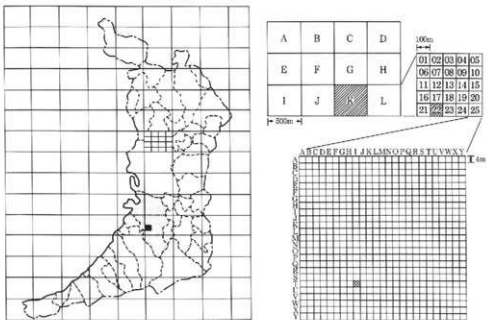 A B C D
E F G H
I J K L
500m
100m
01 02 03 04 05
06 07 08 09 10
11 12 13 14 15
16 17 18 19 20
21 22 23 24 25
ABCDEFGHIJKLMNOPQRSTUVWXY
A
B
C
D
E
F
G
H
I
J
K
L
M
N
O
P
Q
R
S
T
U
V
W
X
Y
4m